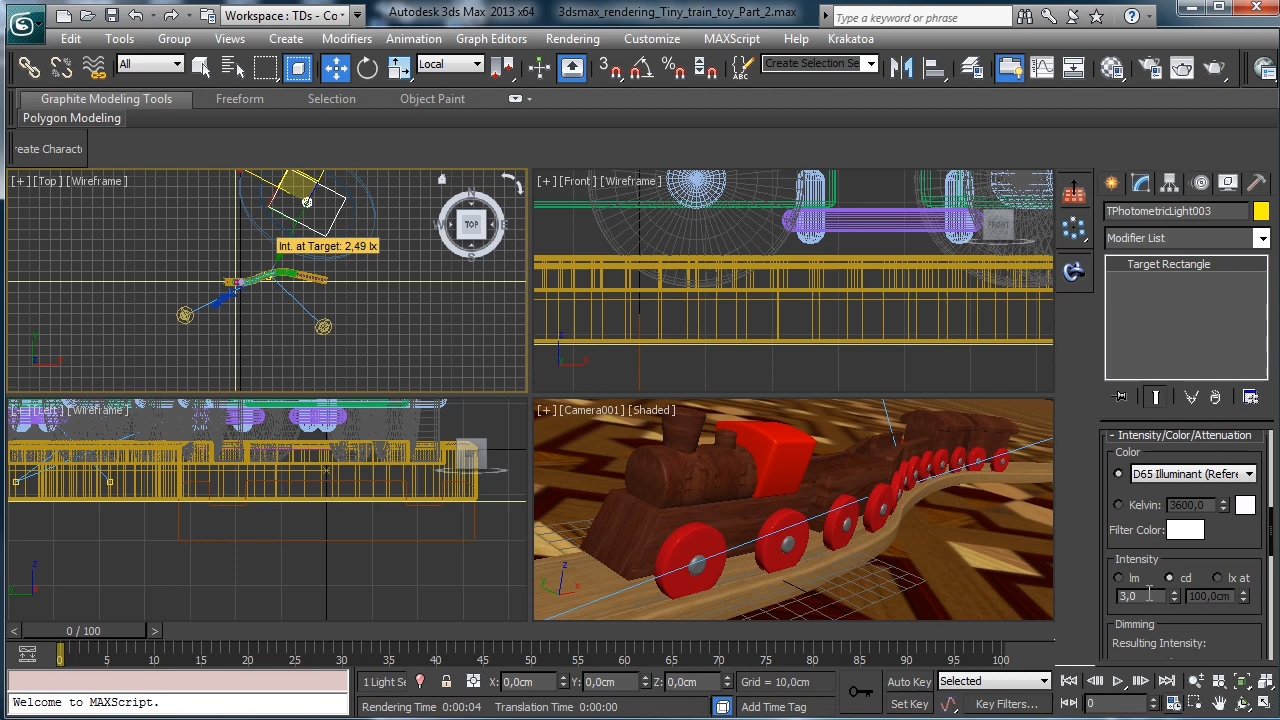 Workspace : TDs - Co
Autodesk 3ds Max 2013 x64
3dsmax_rendering_Tiny_train_toy_Part_2.max
Type a keyword or phrase
Edit
Tools
Group
Views
Create
Modifiers
Animation
Graph Editors
Rendering
Customize
MAXScript
Help
Krakatoa
All
Local
3
Create Selection Se
Graphite Modeling Tools
Freeform
Selection
Object Paint
Polygon Modeling
eate Charact
[+] [Top] [Wireframe]
N
W
TOP
E
S
Int. at Target: 2,49 lx
[+] [Front] [Wireframe]
FRONT
[+] [Left] [Wireframe]
[+] [Camera001] [Shaded]
TPhotometricLight003
Modifier List
Target Rectangle
- Intensity/Color/Attenuation
Color
D65 Illuminant (Refere
Kelvin: 3600,0
Filter Color:
Intensity
lm
cd
lx at
3,0
100,0cm
Dimming
Resulting Intensity:
< 0 / 100 >
0 5 10 15 20 25 30 35 40 45 50 55 60 65 70 75 80 85 90 95 100
Welcome to MAXScript.
1 Light Se
X: 0,0cm
Y: 0,0cm
Z: 0,0cm
Grid = 10,0cm
Auto Key
Selected
Rendering Time 0:00:04
Translation Time 0:00:00
Add Time Tag
Set Key
Key Filters...
0